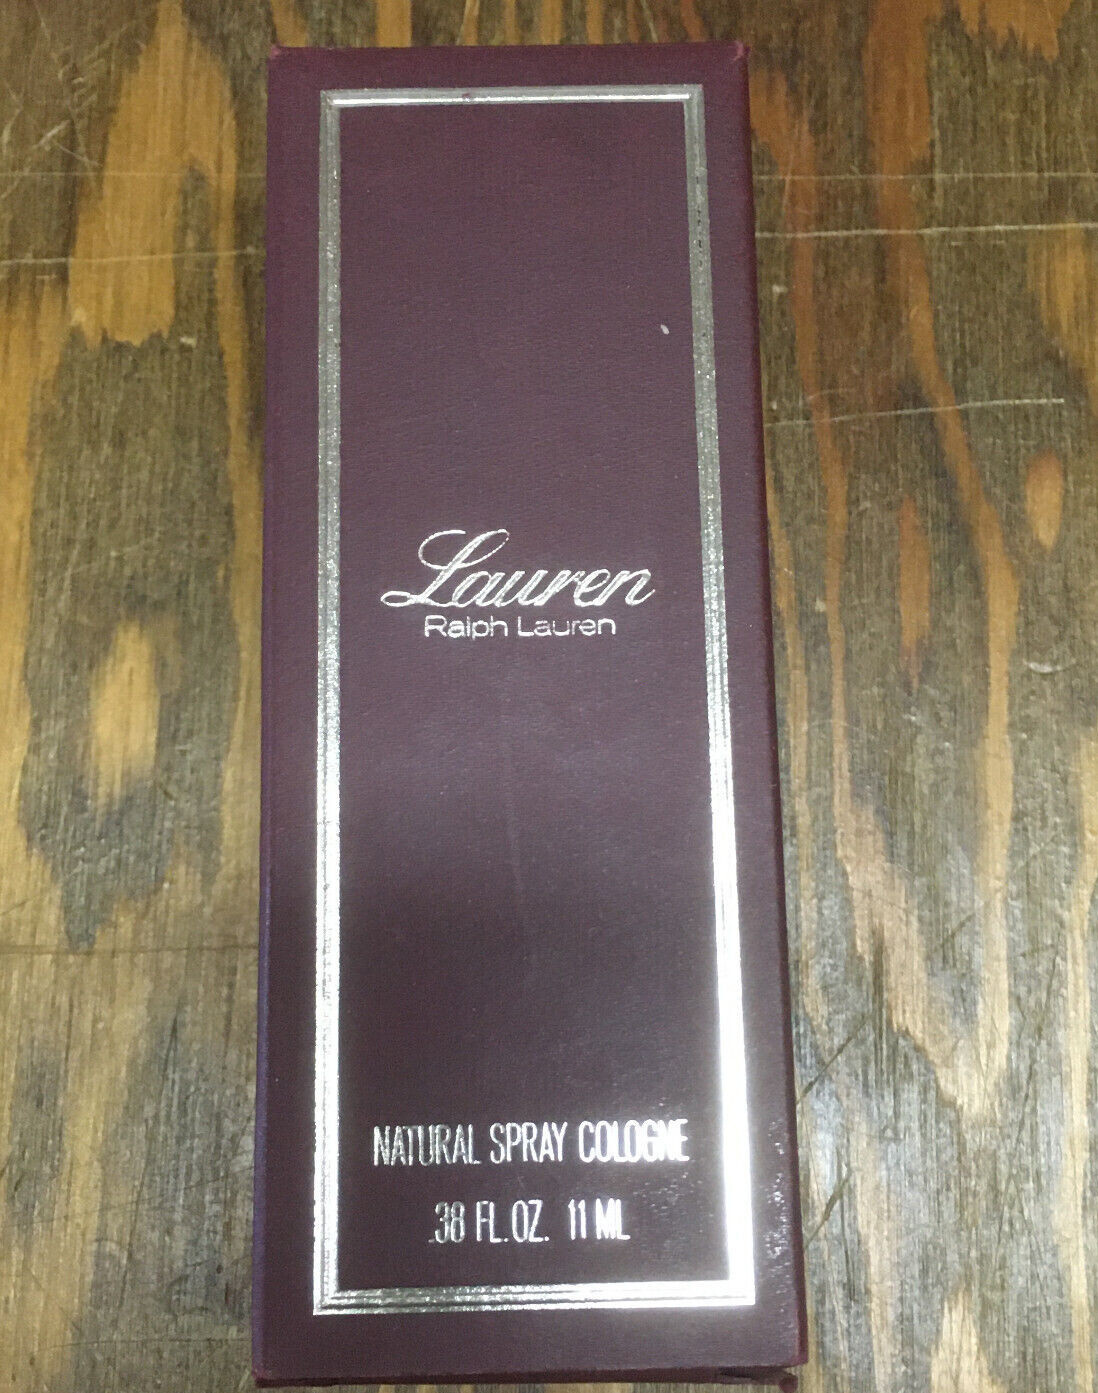 Lauren
Ralph Lauren
NATURAL SPRAY COLOGNE
.38 FL. OZ. 11 ML